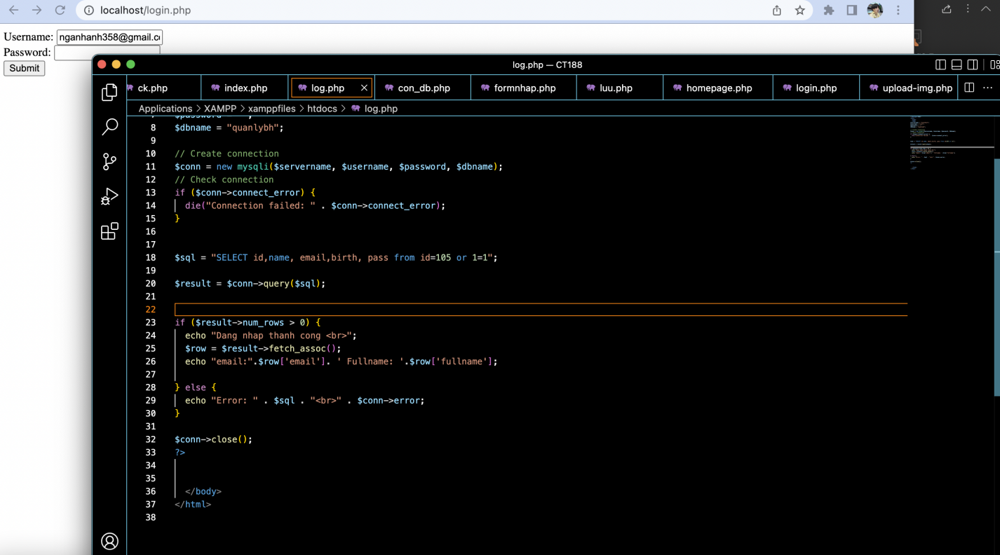 localhost/login.php
Username: nganhanh358@gmail.c
Password:
Submit
log.php — CT188
ck.php index.php log.php con_db.php formnhap.php luu.php homepage.php login.php upload-img.php
Applications > XAMPP > xamppfiles > htdocs > log.php
8 $dbname = "quanlybh";
9
10 // Create connection
11 $conn = new mysqli($servername, $username, $password, $dbname);
12 // Check connection
13 if ($conn->connect_error) {
14 die("Connection failed: " . $conn->connect_error);
15 }
16
17
18 $sql = "SELECT id,name, email,birth, pass from id=105 or 1=1";
19
20 $result = $conn->query($sql);
21
22
23 if ($result->num_rows > 0) {
24 echo "Dang nhap thanh cong <br>";
25 $row = $result->fetch_assoc();
26 echo "email:".$row['email']. ' Fullname: '.$row['fullname'];
27
28 } else {
29 echo "Error: " . $sql . "<br>" . $conn->error;
30 }
31
32 $conn->close();
33 ?>
34
35
36 </body>
37 </html>
38